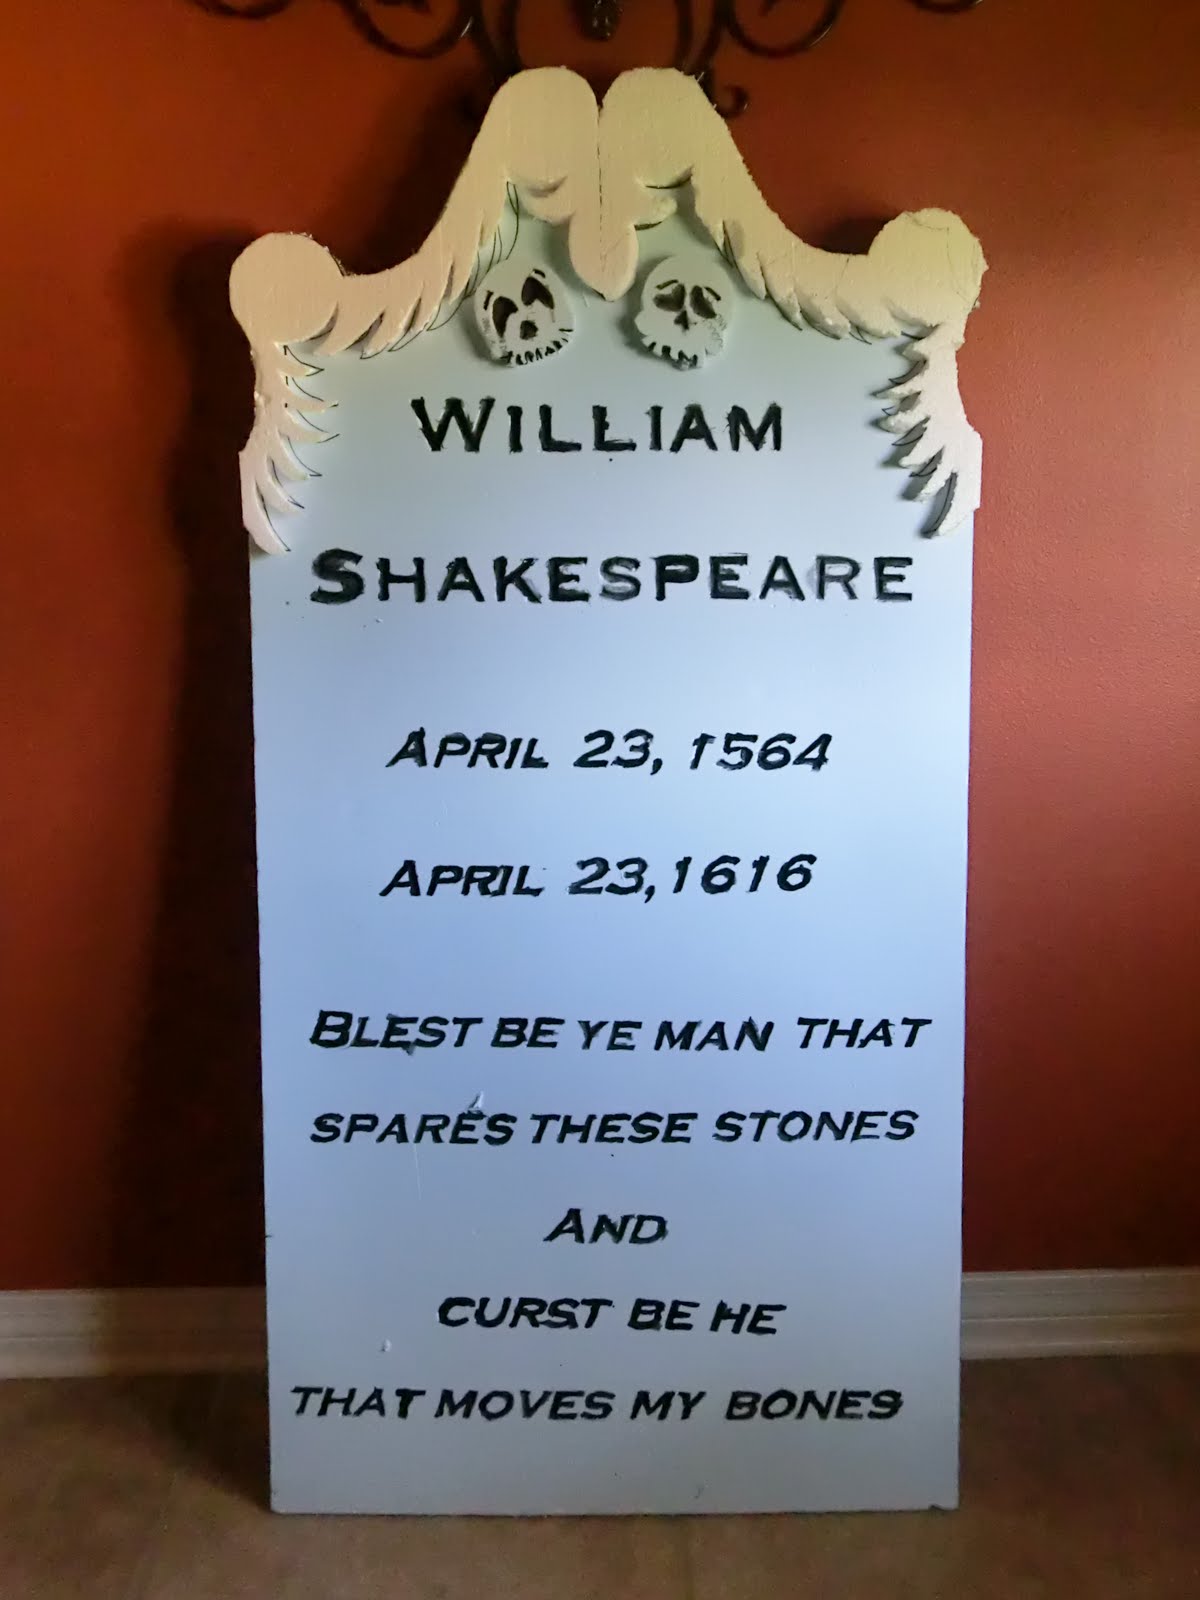 WILLIAM
SHAKESPEARE
APRIL 23, 1564
APRIL 23, 1616
BLEST BE YE MAN THAT
SPARES THESE STONES
AND
CURST BE HE
THAT MOVES MY BONES